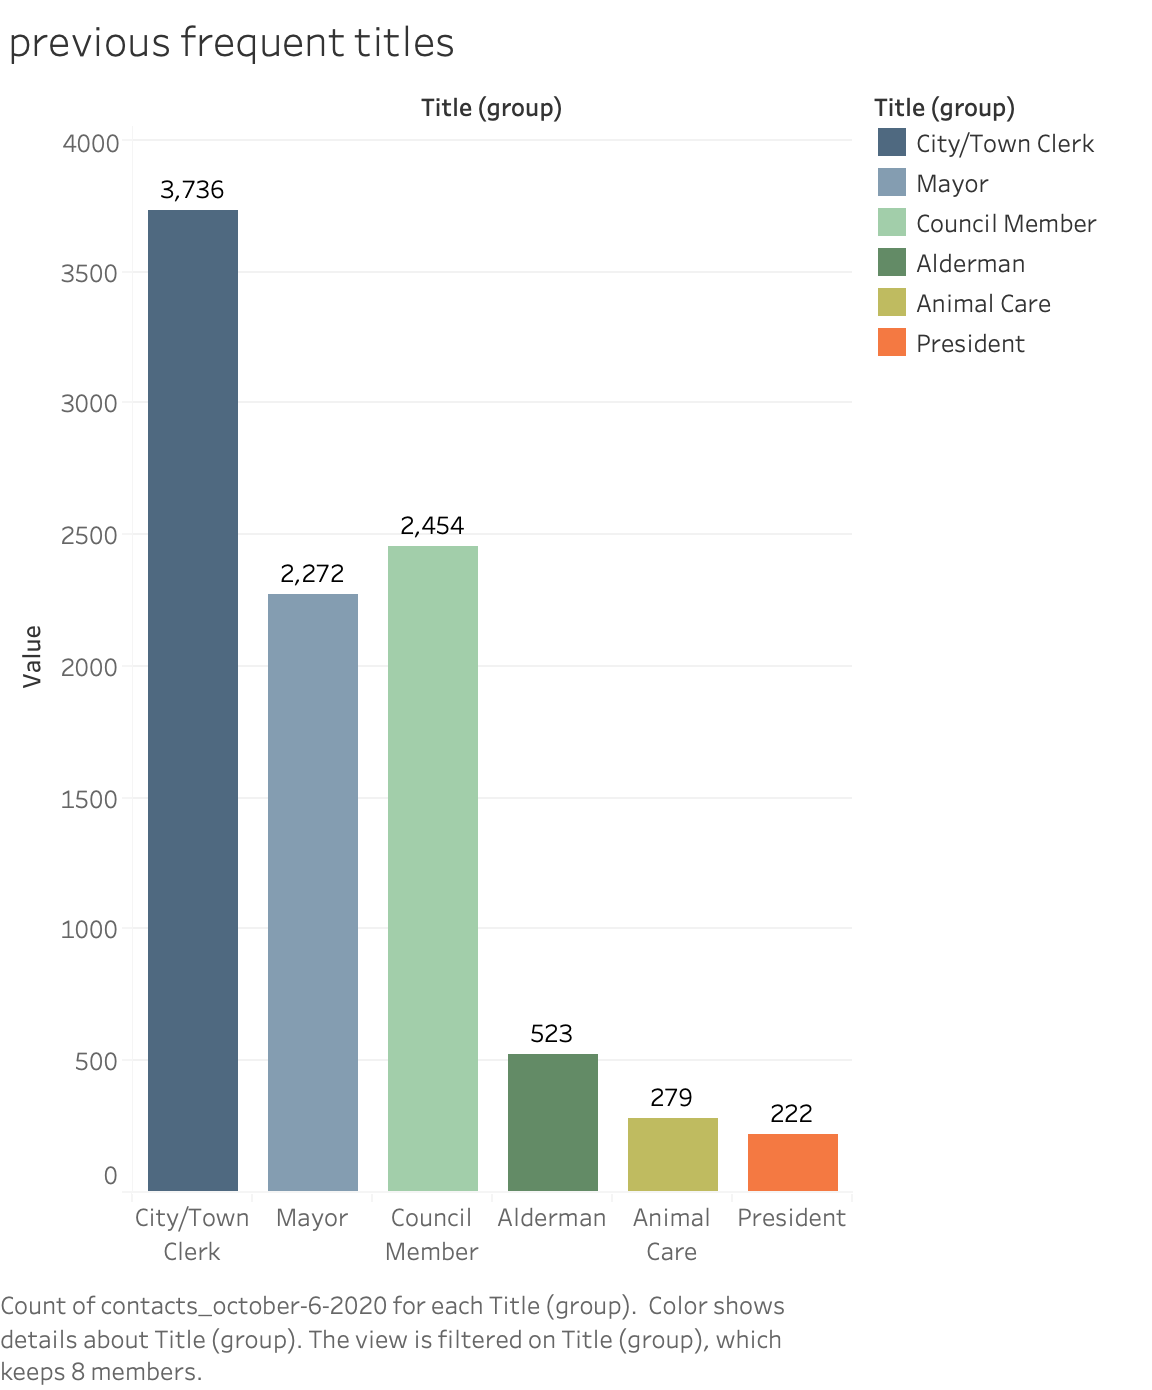 previous frequent titles
Title (group)
Title (group)
City/Town Clerk
Mayor
Council Member
Alderman
Animal Care
President
4000
3500
3000
2500
2000
1500
1000
500
0
Value
3,736
2,272
2,454
523
279
222
City/Town
Clerk
Mayor
Council
Member
Alderman
Animal
Care
President
Count of contacts_october-6-2020 for each Title (group).  Color shows
details about Title (group). The view is filtered on Title (group), which
keeps 8 members.